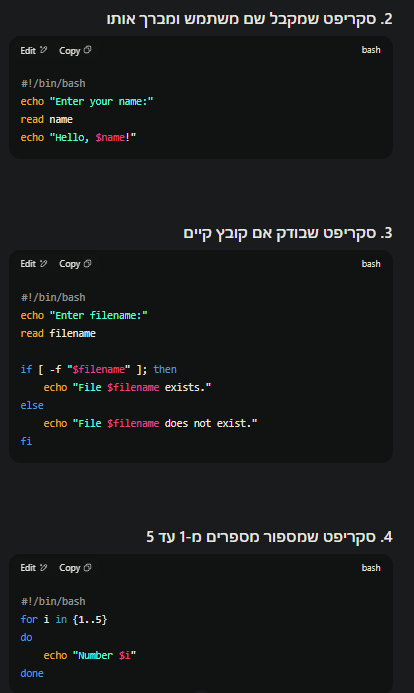 2. סקריפט שמקבל שם משתמש ומברך אותו
Edit Copy bash
#!/bin/bash
echo "Enter your name:"
read name
echo "Hello, $name!"
3. סקריפט שבודק אם קובץ קיים
Edit Copy bash
#!/bin/bash
echo "Enter filename:"
read filename
if [ -f "$filename" ]; then
    echo "File $filename exists."
else
    echo "File $filename does not exist."
fi
4. סקריפט שמספור מספרים מ-1 עד 5
Edit Copy bash
#!/bin/bash
for i in {1..5}
do
    echo "Number $i"
done